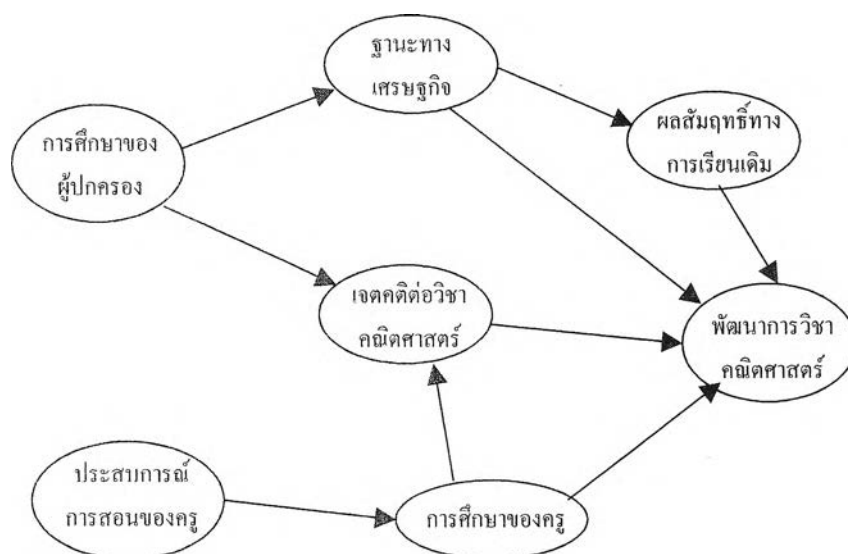 ฐานะทาง
เศรษฐกิจ
ผลสัมฤทธิ์ทาง
การเรียนเดิม
การศึกษาของ
ผู้ปกครอง
เจตคติต่อวิชา
คณิตศาสตร์
พัฒนาการวิชา
คณิตศาสตร์
ประสบการณ์
การสอนของครู
การศึกษาของครู